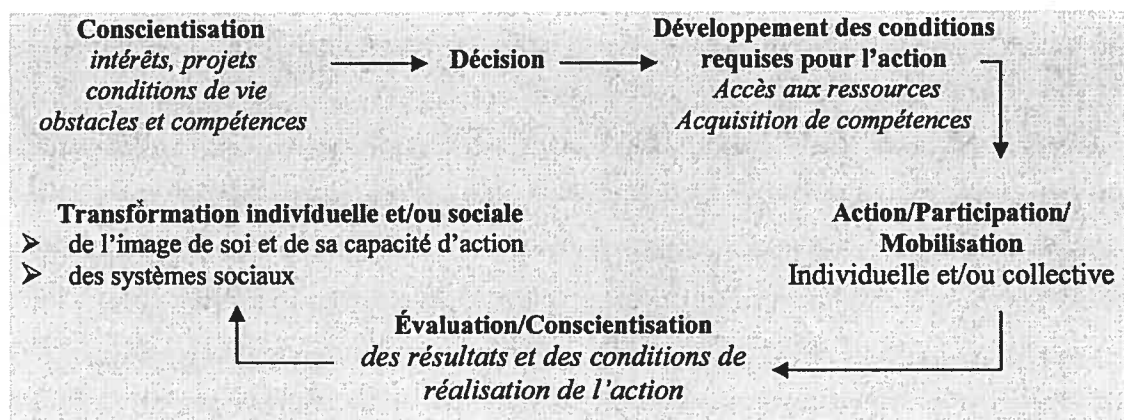 Conscientisation
intérêts, projets
conditions de vie
obstacles et compétences
Décision
Développement des conditions
requises pour l'action
Accès aux ressources
Acquisition de compétences
Action/Participation/
Mobilisation
Individuelle et/ou collective
Évaluation/Conscientisation
des résultats et des conditions de
réalisation de l'action
Transformation individuelle et/ou sociale
➢ de l'image de soi et de sa capacité d'action
➢ des systèmes sociaux